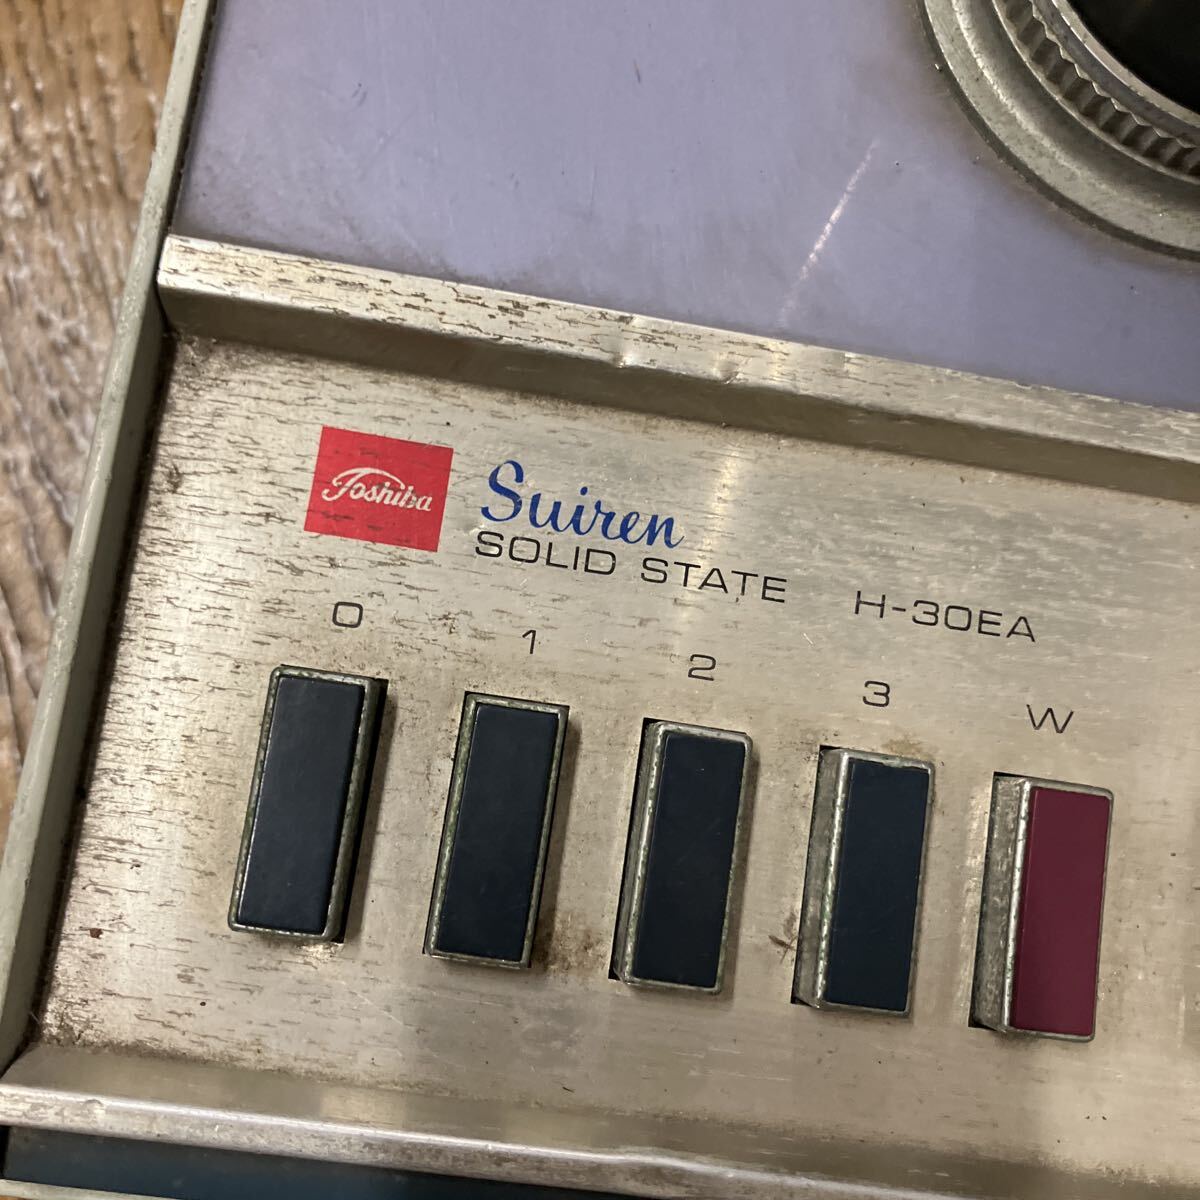 Toshiba
Suiren
SOLID STATE H-30EA
0 1 2 3 W